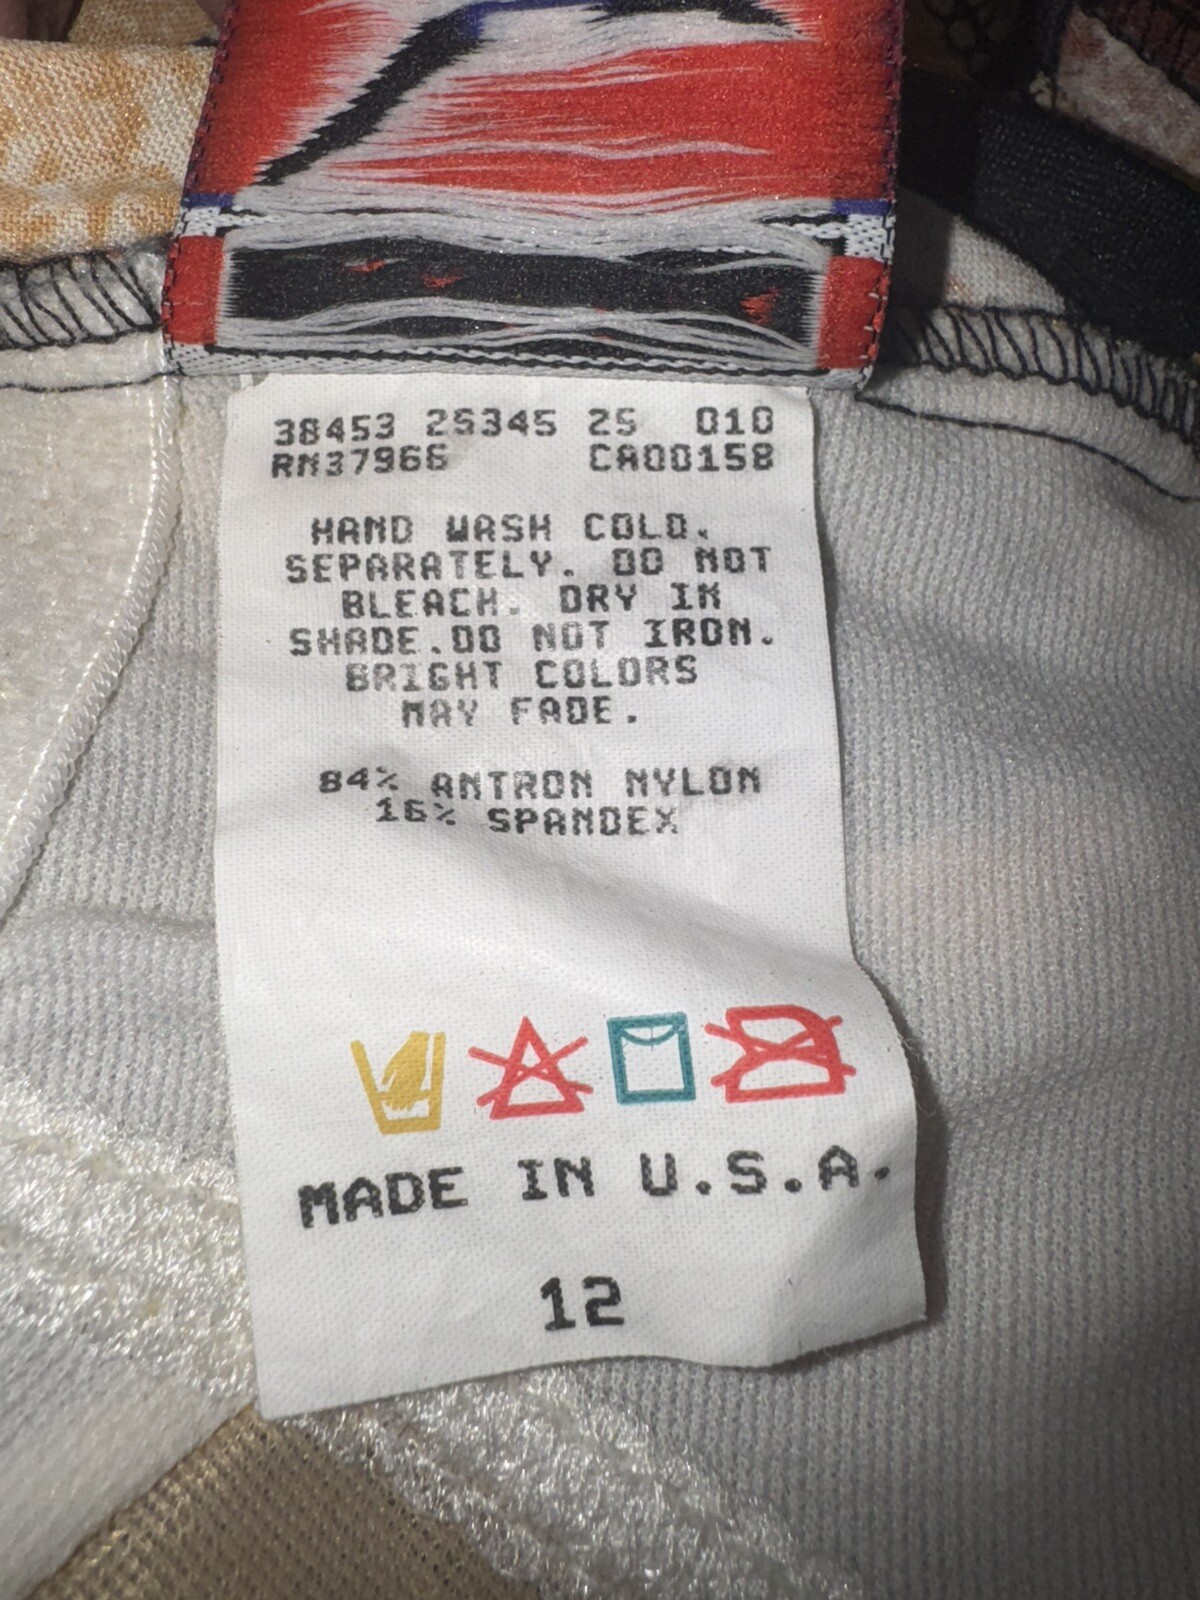 38453 25345 25 010
RN37966 CA00158
HAND WASH COLD.
SEPARATELY. DO NOT
BLEACH. DRY IN
SHADE.DO NOT IRON.
BRIGHT COLORS
MAY FADE.
84% ANTRON NYLON
16% SPANDEX
MADE IN U.S.A.
12